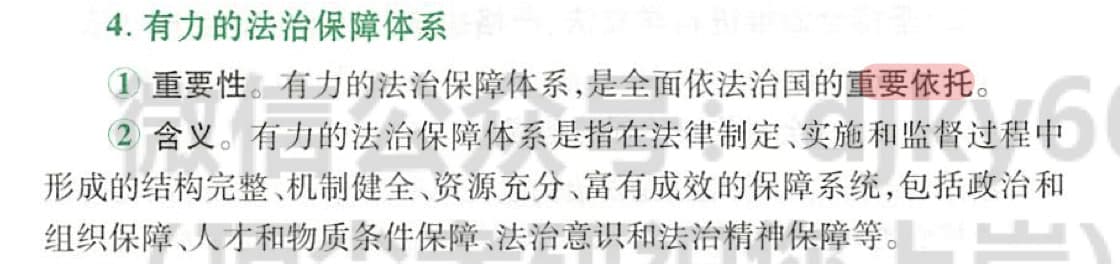 4. 有力的法治保障体系
① 重要性。有力的法治保障体系,是全面依法治国的重要依托。
② 含义。有力的法治保障体系是指在法律制定、实施和监督过程中
形成的结构完整、机制健全、资源充分、富有成效的保障系统,包括政治和
组织保障、人才和物质条件保障、法治意识和法治精神保障等。
微信公众号: djky6